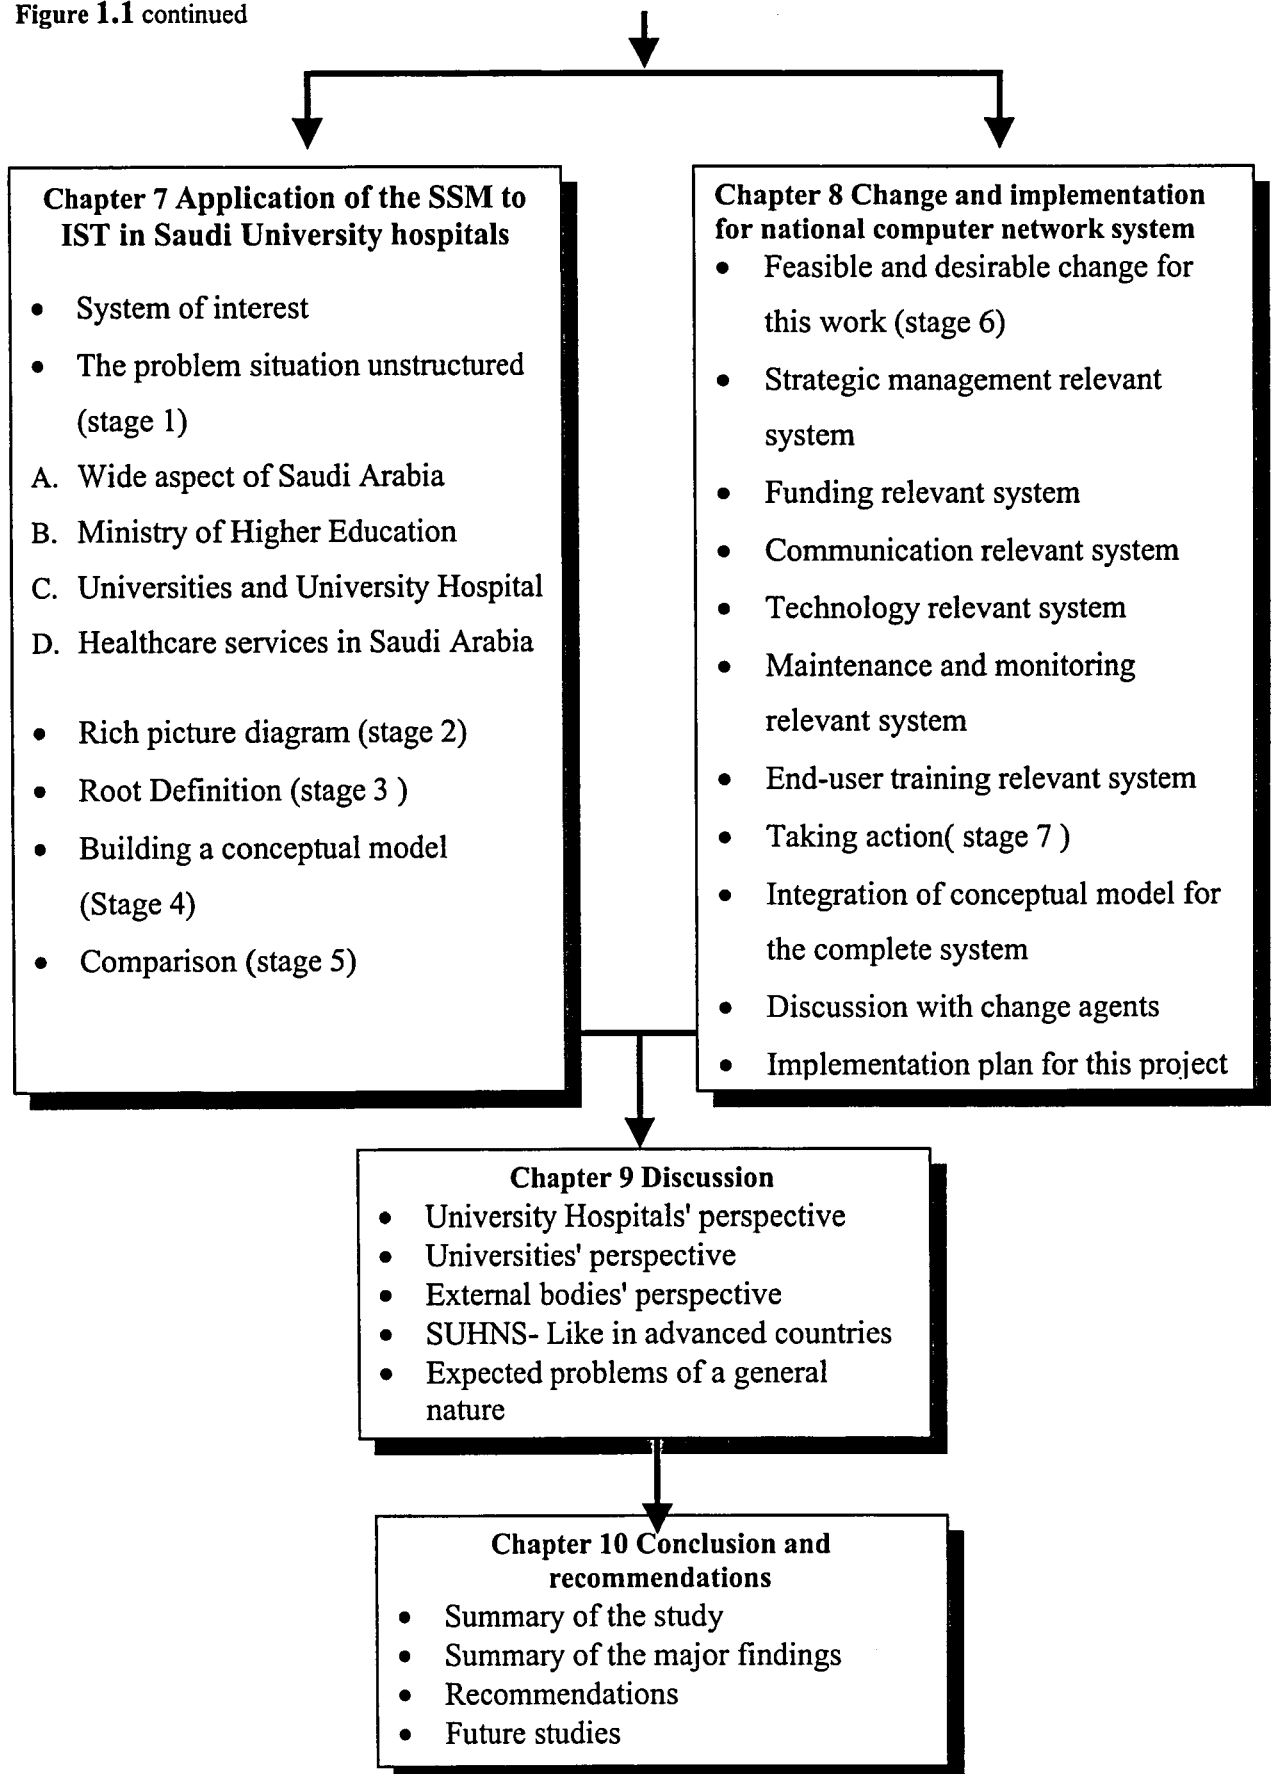 Figure 1.1 continued
Chapter 7 Application of the SSM to
IST in Saudi University hospitals
• System of interest
• The problem situation unstructured
(stage 1)
A. Wide aspect of Saudi Arabia
B. Ministry of Higher Education
C. Universities and University Hospital
D. Healthcare services in Saudi Arabia
• Rich picture diagram (stage 2)
• Root Definition (stage 3 )
• Building a conceptual model
(Stage 4)
• Comparison (stage 5)
Chapter 8 Change and implementation
for national computer network system
• Feasible and desirable change for
this work (stage 6)
• Strategic management relevant
system
• Funding relevant system
• Communication relevant system
• Technology relevant system
• Maintenance and monitoring
relevant system
• End-user training relevant system
• Taking action( stage 7 )
• Integration of conceptual model for
the complete system
• Discussion with change agents
• Implementation plan for this project
Chapter 9 Discussion
• University Hospitals' perspective
• Universities' perspective
• External bodies' perspective
• SUHNS- Like in advanced countries
• Expected problems of a general
nature
Chapter 10 Conclusion and
recommendations
• Summary of the study
• Summary of the major findings
• Recommendations
• Future studies